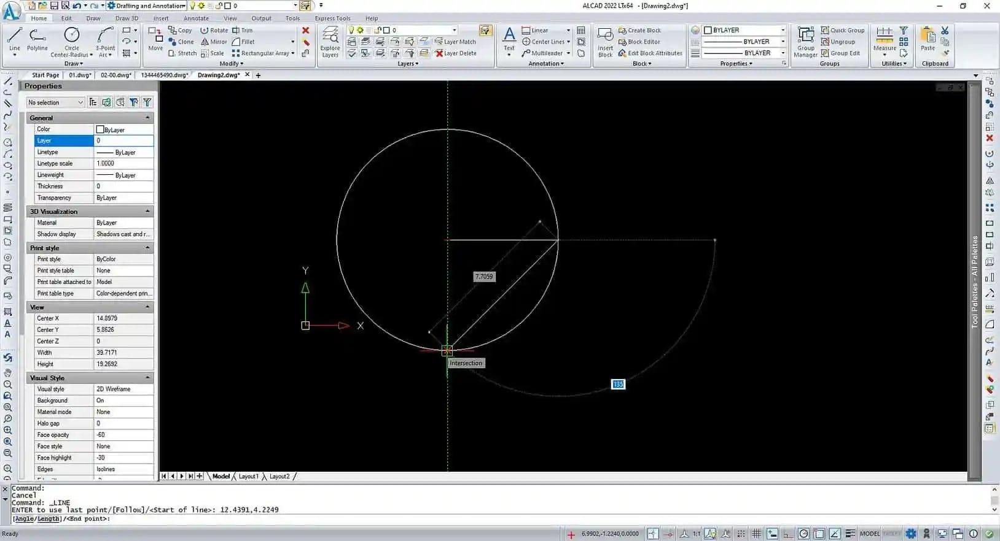 Drafting and Annotation
0
ALCAD 2022 LTx64 - [Drawing2.dwg*]
Home Edit Draw Draw 3D Insert Annotate View Output Tools Express Tools Help
Line Polyline Circle Center-Radius 3-Point Arc
Draw
Move
Copy Rotate Trim
Clone Mirror Fillet
Stretch Scale Rectangular Array
Modify
Explore Layers
0
Layer Match
Layer Delete
Layers
Text
Linear
Center Lines
Multileader
Annotation
Insert Block
Create Block
Block Editor
Edit Block Attributes
Block
BYLAYER
BYLAYER
BYLAYER
Properties
Group Manager
Quick Group
Ungroup
Group Edit
Groups
Measure
Utilities
Paste
Clipboard
Start Page 01.dwg* 02-00.dwg* 1344465490.dwg* Drawing2.dwg*
Properties
No selection
General
Color ByLayer
Layer 0
Linetype ByLayer
Linetype scale 1.0000
Lineweight ByLayer
Thickness 0
Transparency ByLayer
3D Visualization
Material ByLayer
Shadow display Shadows cast and r...
Print style
Print style ByColor
Print style table None
Print table attached to Model
Print table type Color-dependent prin...
View
Center X 14.8979
Center Y 5.8626
Center Z 0
Width 39.7171
Height 19.2692
Visual Style
Visual style 2D Wireframe
Background On
Material mode None
Halo gap 0
Face opacity -60
Face style None
Face highlight -30
Edges Isolines
Y
X
7.7059
Intersection
135
Tool Palettes - All Palettes
Model Layout1 Layout2
Command:
Cancel
Command: _LINE
ENTER to use last point/[Follow]/<Start of line>: 12.4391,4.2249
[Angle/Length]/<End point>:
Ready
6.9902,-1.2240,0.0000
1:1
MODEL